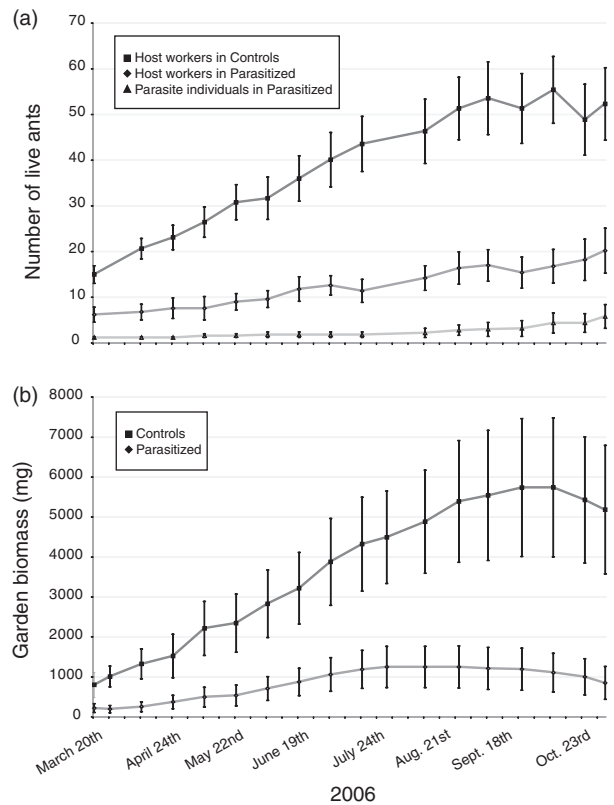 (a)
70
60
50
40
30
20
10
0
Number of live ants
Host workers in Controls
Host workers in Parasitized
Parasite individuals in Parasitized
(b)
8000
7000
6000
5000
4000
3000
2000
1000
0
Garden biomass (mg)
Controls
Parasitized
March 20th
April 24th
May 22nd
June 19th
July 24th
Aug. 21st
Sept. 18th
Oct. 23rd
2006